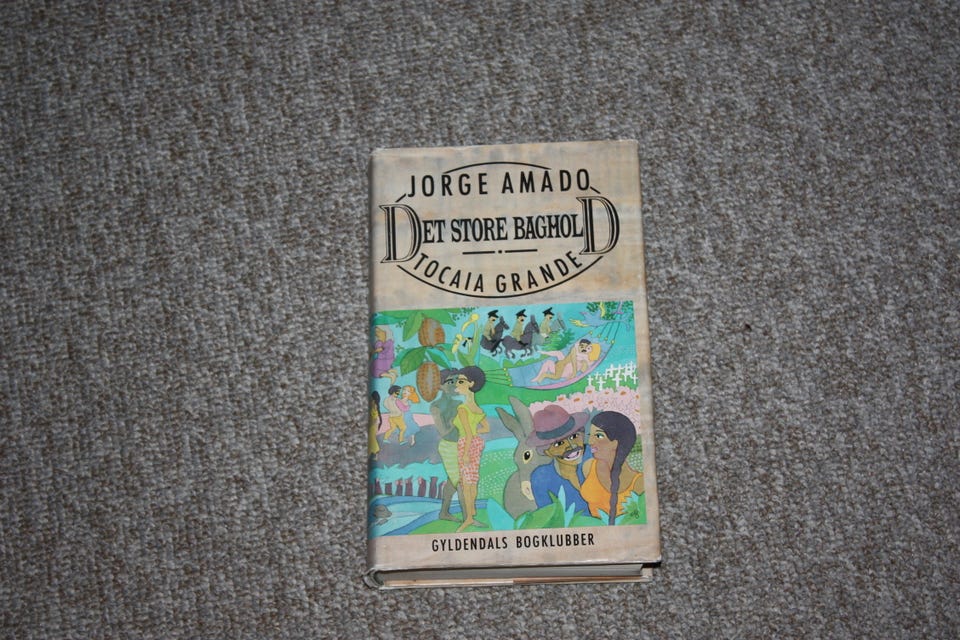 JORGE AMADO
DET STORE BAGHOLD
TOCAIA GRANDE
GYLDENDALS BOGKLUBBER